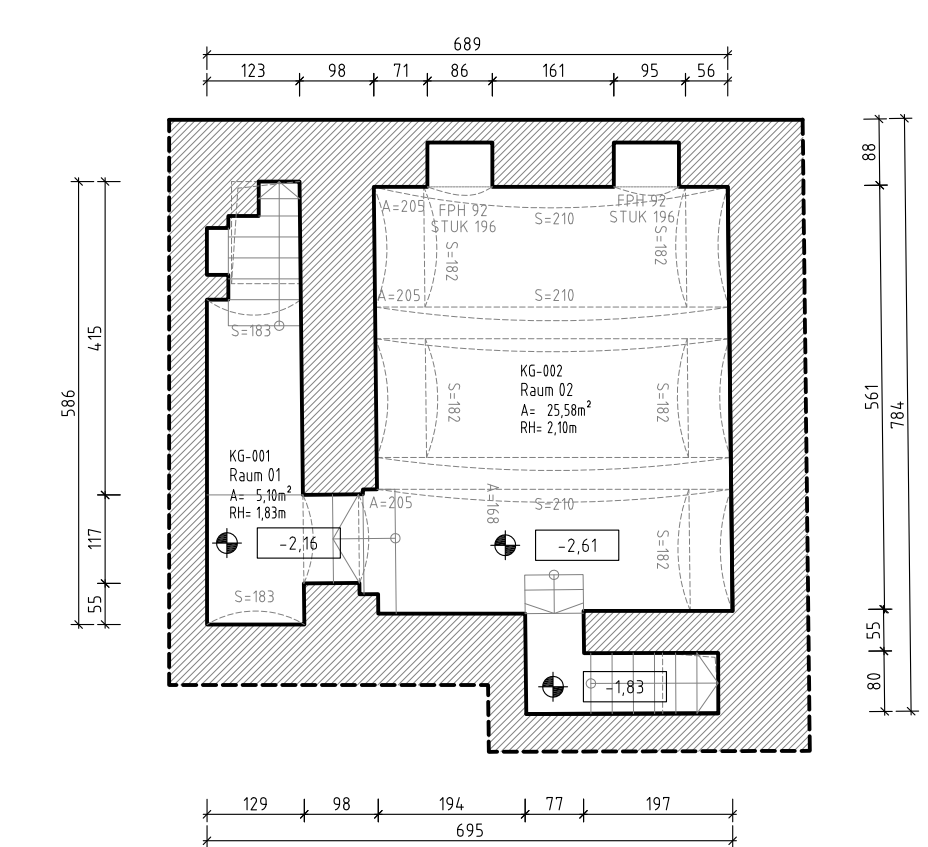 689
123 98 71 86 161 95 56
88
A=205
FPH 92
STUK 196
S=210
FPH 92
STUK 196
S=182
S=182
A=205
S=210
S=183
415
586
561
784
KG-002
Raum 02
A= 25,58m²
RH= 2,10m
S=182
S=182
KG-001
Raum 01
A= 5,10m²
RH= 1,83m
A=205
A=168
S=210
117
-2,16
-2,61
S=182
S=183
55
55
80
-1,83
129 98 194 77 197
695